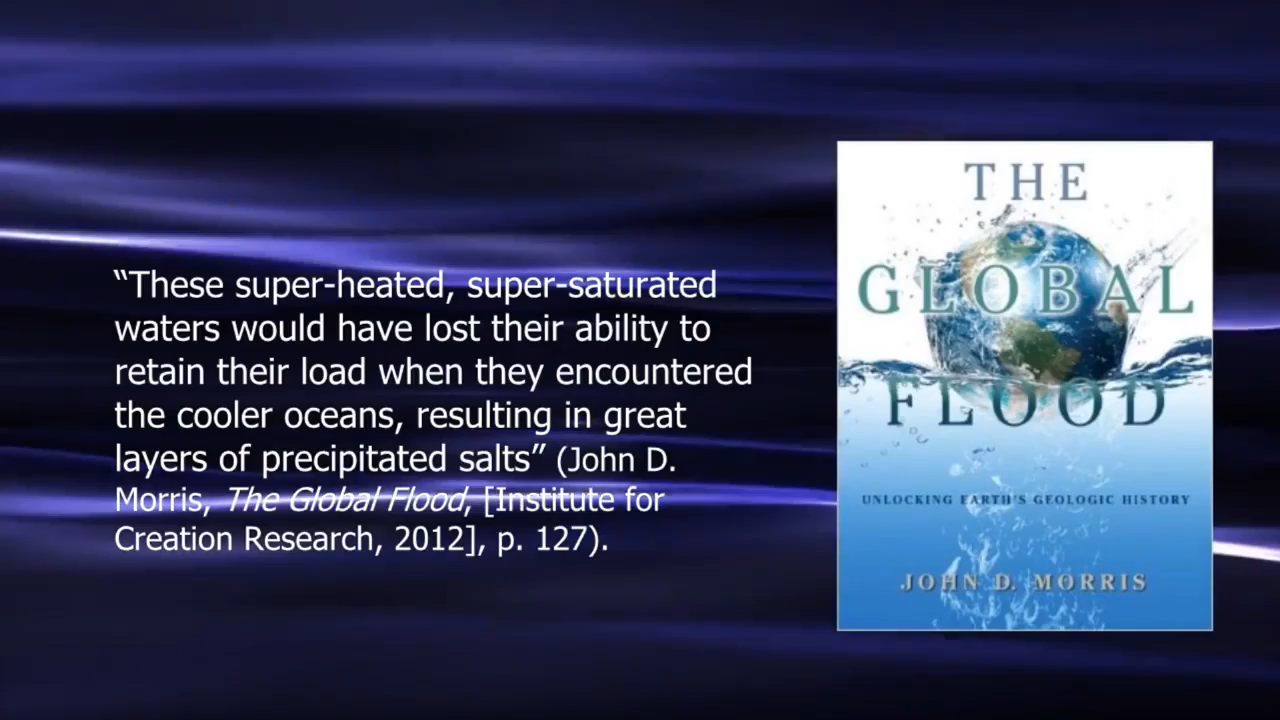 “These super-heated, super-saturated
waters would have lost their ability to
retain their load when they encountered
the cooler oceans, resulting in great
layers of precipitated salts” (John D.
Morris, The Global Flood, [Institute for
Creation Research, 2012], p. 127).
THE
GLOBAL
FLOOD
UNLOCKING EARTH'S GEOLOGIC HISTORY
JOHN D. MORRIS